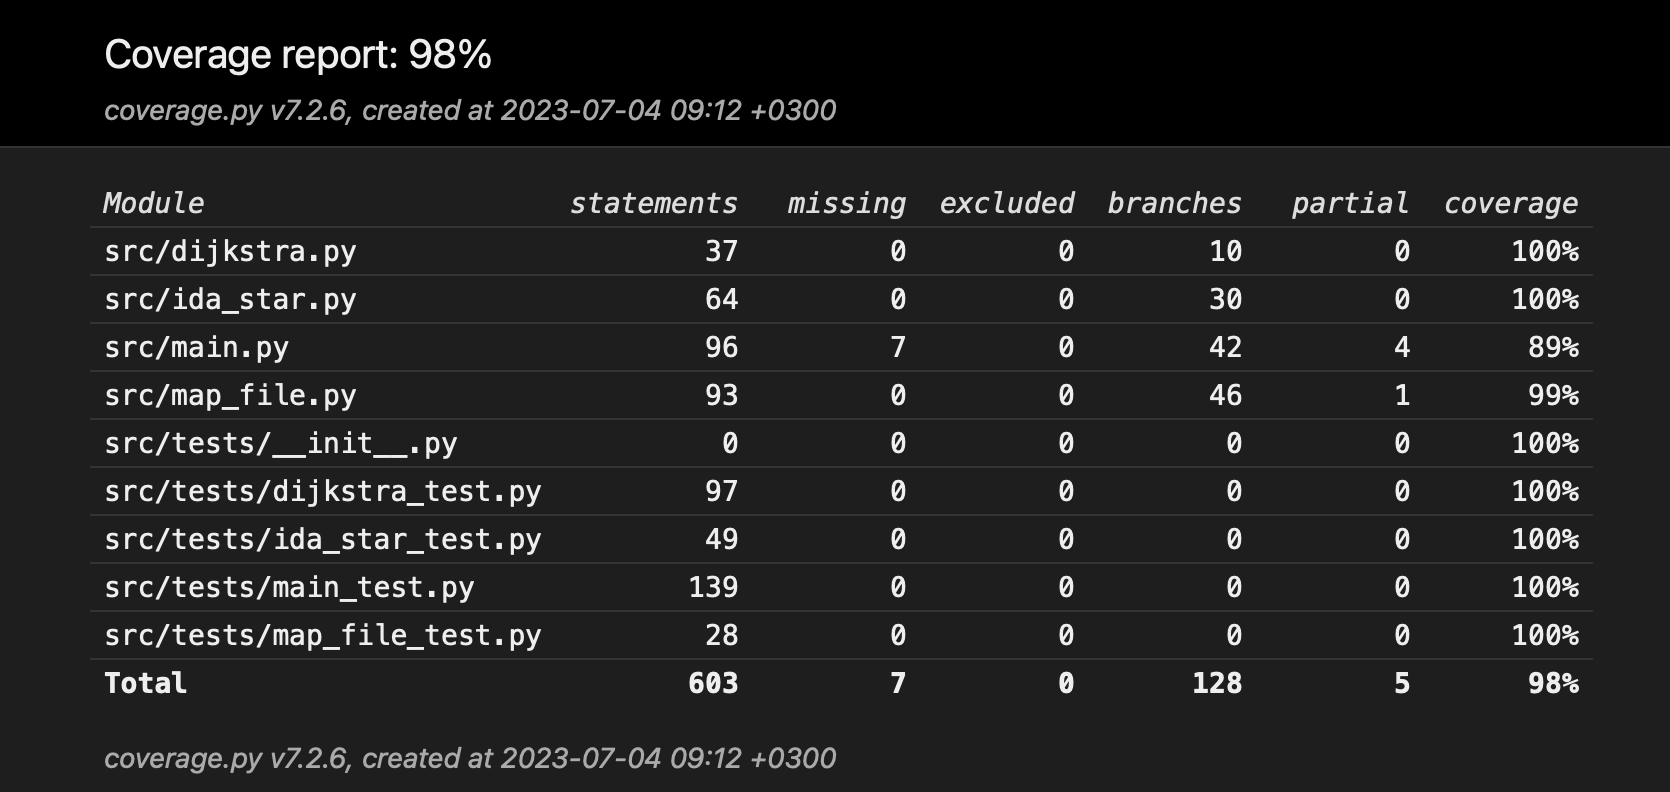 Coverage report: 98%
coverage.py v7.2.6, created at 2023-07-04 09:12 +0300
Module statements missing excluded branches partial coverage
src/dijkstra.py 37 0 0 10 0 100%
src/ida_star.py 64 0 0 30 0 100%
src/main.py 96 7 0 42 4 89%
src/map_file.py 93 0 0 46 1 99%
src/tests/__init__.py 0 0 0 0 0 100%
src/tests/dijkstra_test.py 97 0 0 0 0 100%
src/tests/ida_star_test.py 49 0 0 0 0 100%
src/tests/main_test.py 139 0 0 0 0 100%
src/tests/map_file_test.py 28 0 0 0 0 100%
Total 603 7 0 128 5 98%
coverage.py v7.2.6, created at 2023-07-04 09:12 +0300